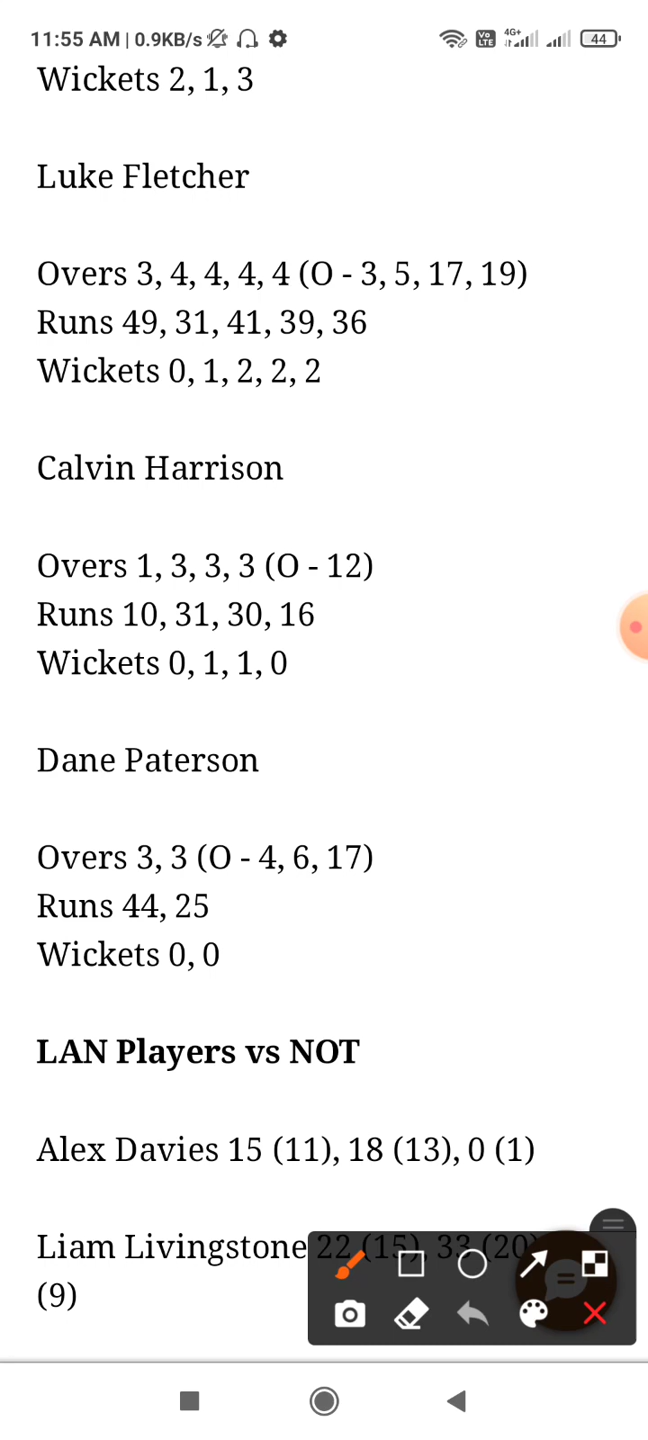 11:55 AM | 0.9KB/s
Vo LTE 4G+ 44
Wickets 2, 1, 3
Luke Fletcher
Overs 3, 4, 4, 4, 4 (O - 3, 5, 17, 19)
Runs 49, 31, 41, 39, 36
Wickets 0, 1, 2, 2, 2
Calvin Harrison
Overs 1, 3, 3, 3 (O - 12)
Runs 10, 31, 30, 16
Wickets 0, 1, 1, 0
Dane Paterson
Overs 3, 3 (O - 4, 6, 17)
Runs 44, 25
Wickets 0, 0
LAN Players vs NOT
Alex Davies 15 (11), 18 (13), 0 (1)
Liam Livingstone 22 (15), 33 (20)
(9)